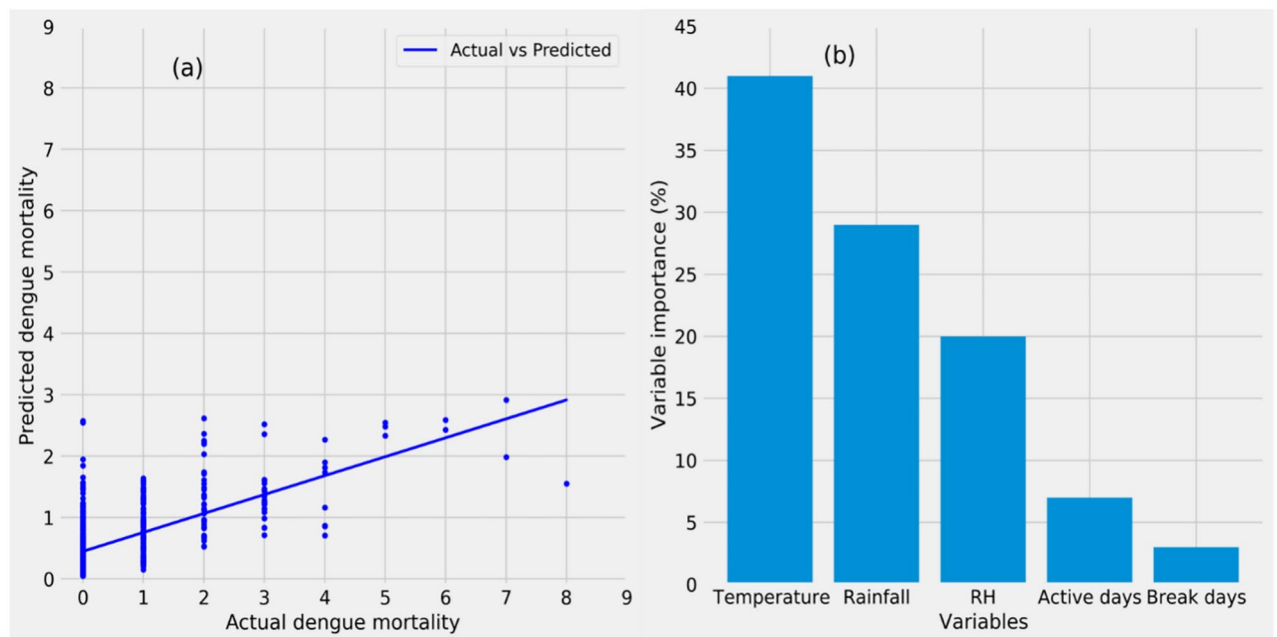 (a)
Actual vs Predicted
Predicted dengue mortality
9
8
7
6
5
4
3
2
1
0
0 1 2 3 4 5 6 7 8 9
Actual dengue mortality
(b)
Variable importance (%)
45
40
35
30
25
20
15
10
5
0
Temperature Rainfall RH Active days Break days
Variables